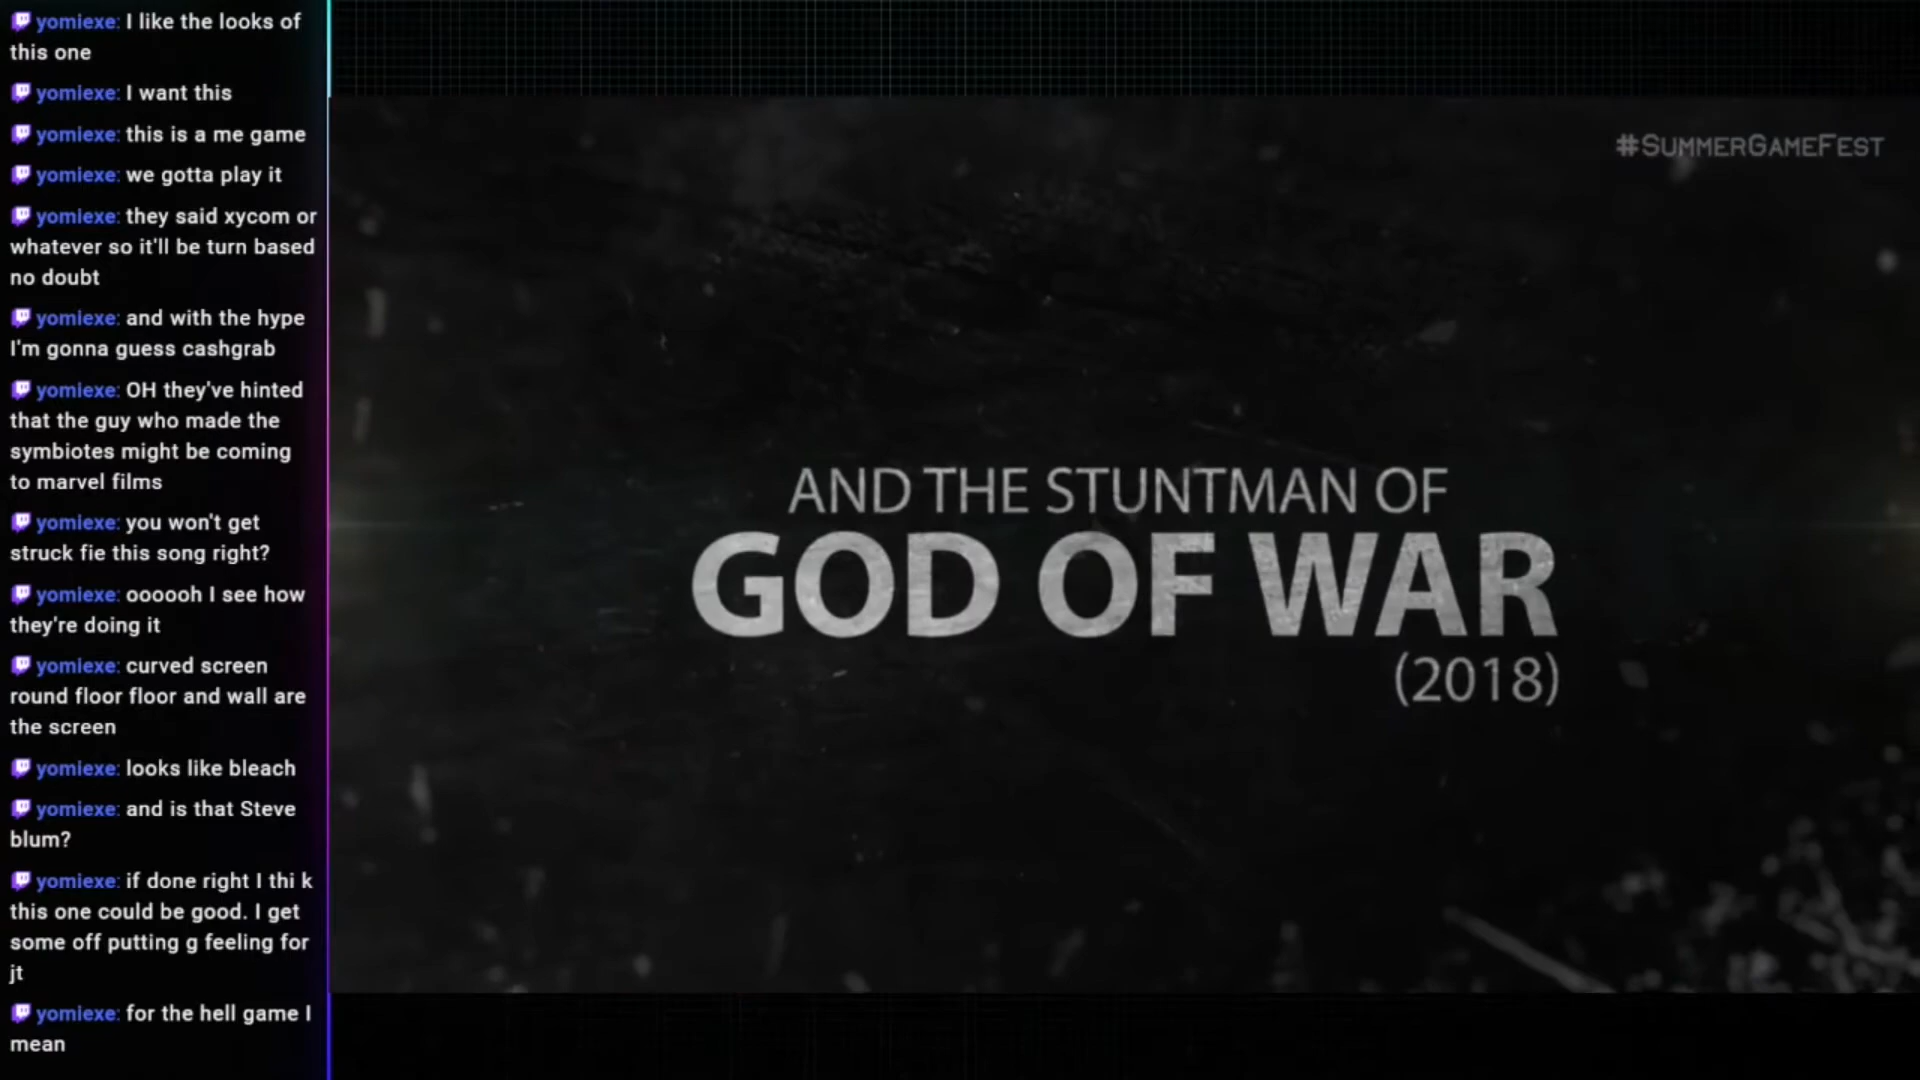 yomiexe: I like the looks of
this one
yomiexe: I want this
yomiexe: this is a me game
yomiexe: we gotta play it
yomiexe: they said xycom or
whatever so it'll be turn based
no doubt
yomiexe: and with the hype
I'm gonna guess cashgrab
yomiexe: OH they've hinted
that the guy who made the
symbiotes might be coming
to marvel films
yomiexe: you won't get
struck fie this song right?
yomiexe: oooooh I see how
they're doing it
yomiexe: curved screen
round floor floor and wall are
the screen
yomiexe: looks like bleach
yomiexe: and is that Steve
blum?
yomiexe: if done right I thi k
this one could be good. I get
some off putting g feeling for
jt
yomiexe: for the hell game I
mean
#SUMMERGAMEFEST
AND THE STUNTMAN OF
GOD OF WAR
(2018)